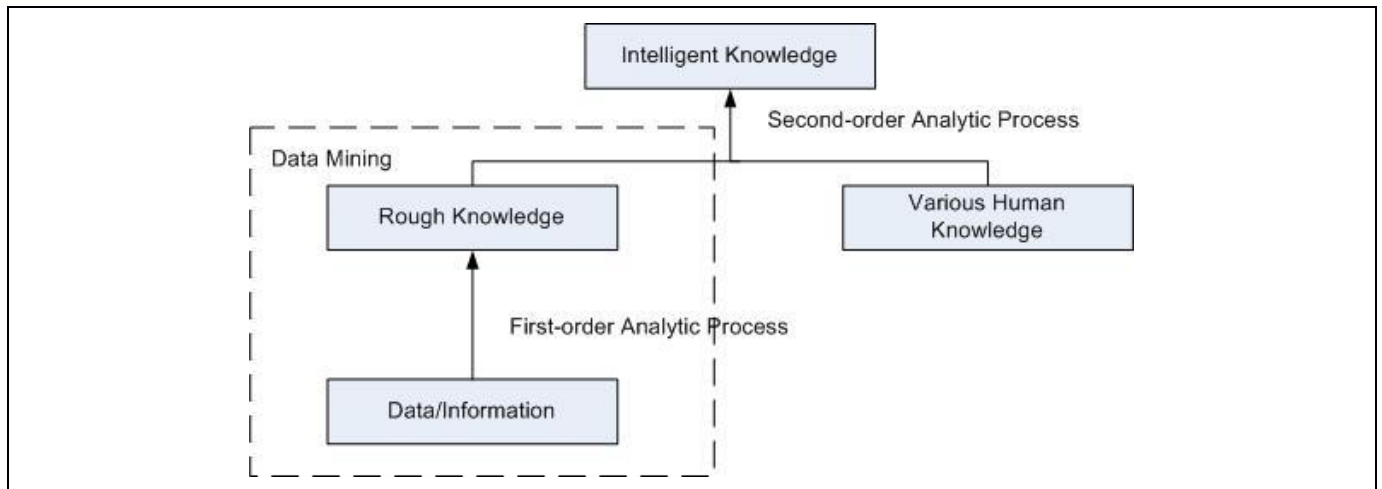 Intelligent Knowledge
Second-order Analytic Process
Data Mining
Rough Knowledge
Various Human
Knowledge
First-order Analytic Process
Data/Information